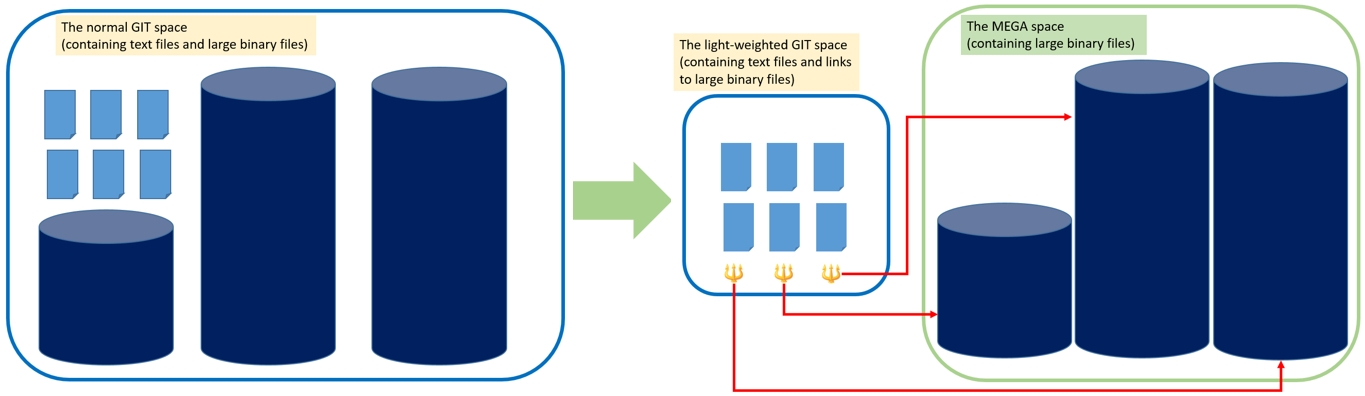 The normal GIT space
(containing text files and large binary files)
The light-weighted GIT space
(containing text files and links
to large binary files)
The MEGA space
(containing large binary files)